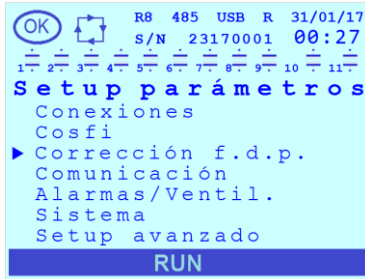 OK R8 485 USB R 31/01/17
S/N 23170001 00:27
1 2 3 4 5 6 7 8 9 10 11
Setup parámetros
Conexiones
Cosfi
Corrección f.d.p.
Comunicación
Alarmas/Ventil.
Sistema
Setup avanzado
RUN